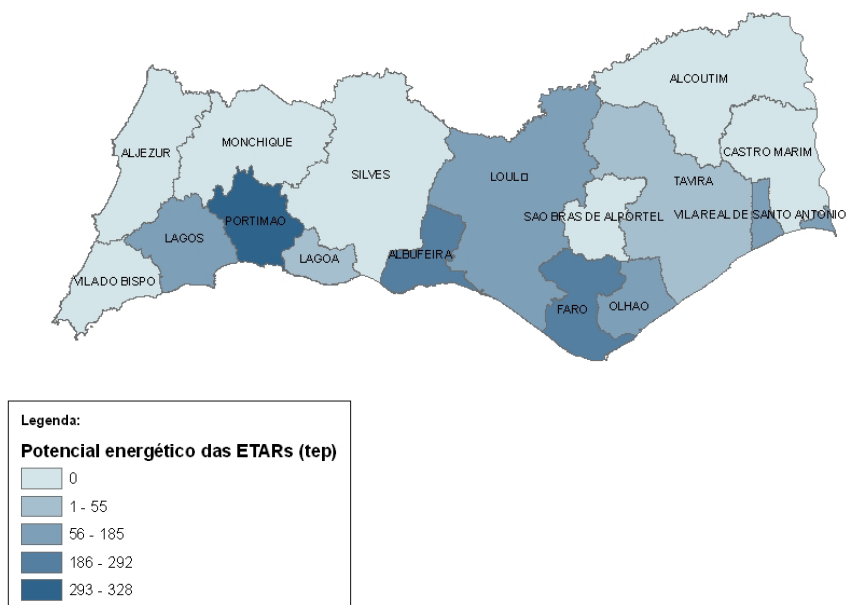 ALCOUTIM
MONCHIQUE
ALJEZUR
CASTRO MARIM
SILVES
LOUL□
TAVIRA
PORTIMAO
SAO BRAS DE ALPORTEL
VILA REAL DE SANTO ANTONIO
LAGOS
ALBUFEIRA
LAGOA
VILA DO BISPO
FARO
OLHAO
Legenda:
Potencial energético das ETARs (tep)
0
1 - 55
56 - 185
186 - 292
293 - 328